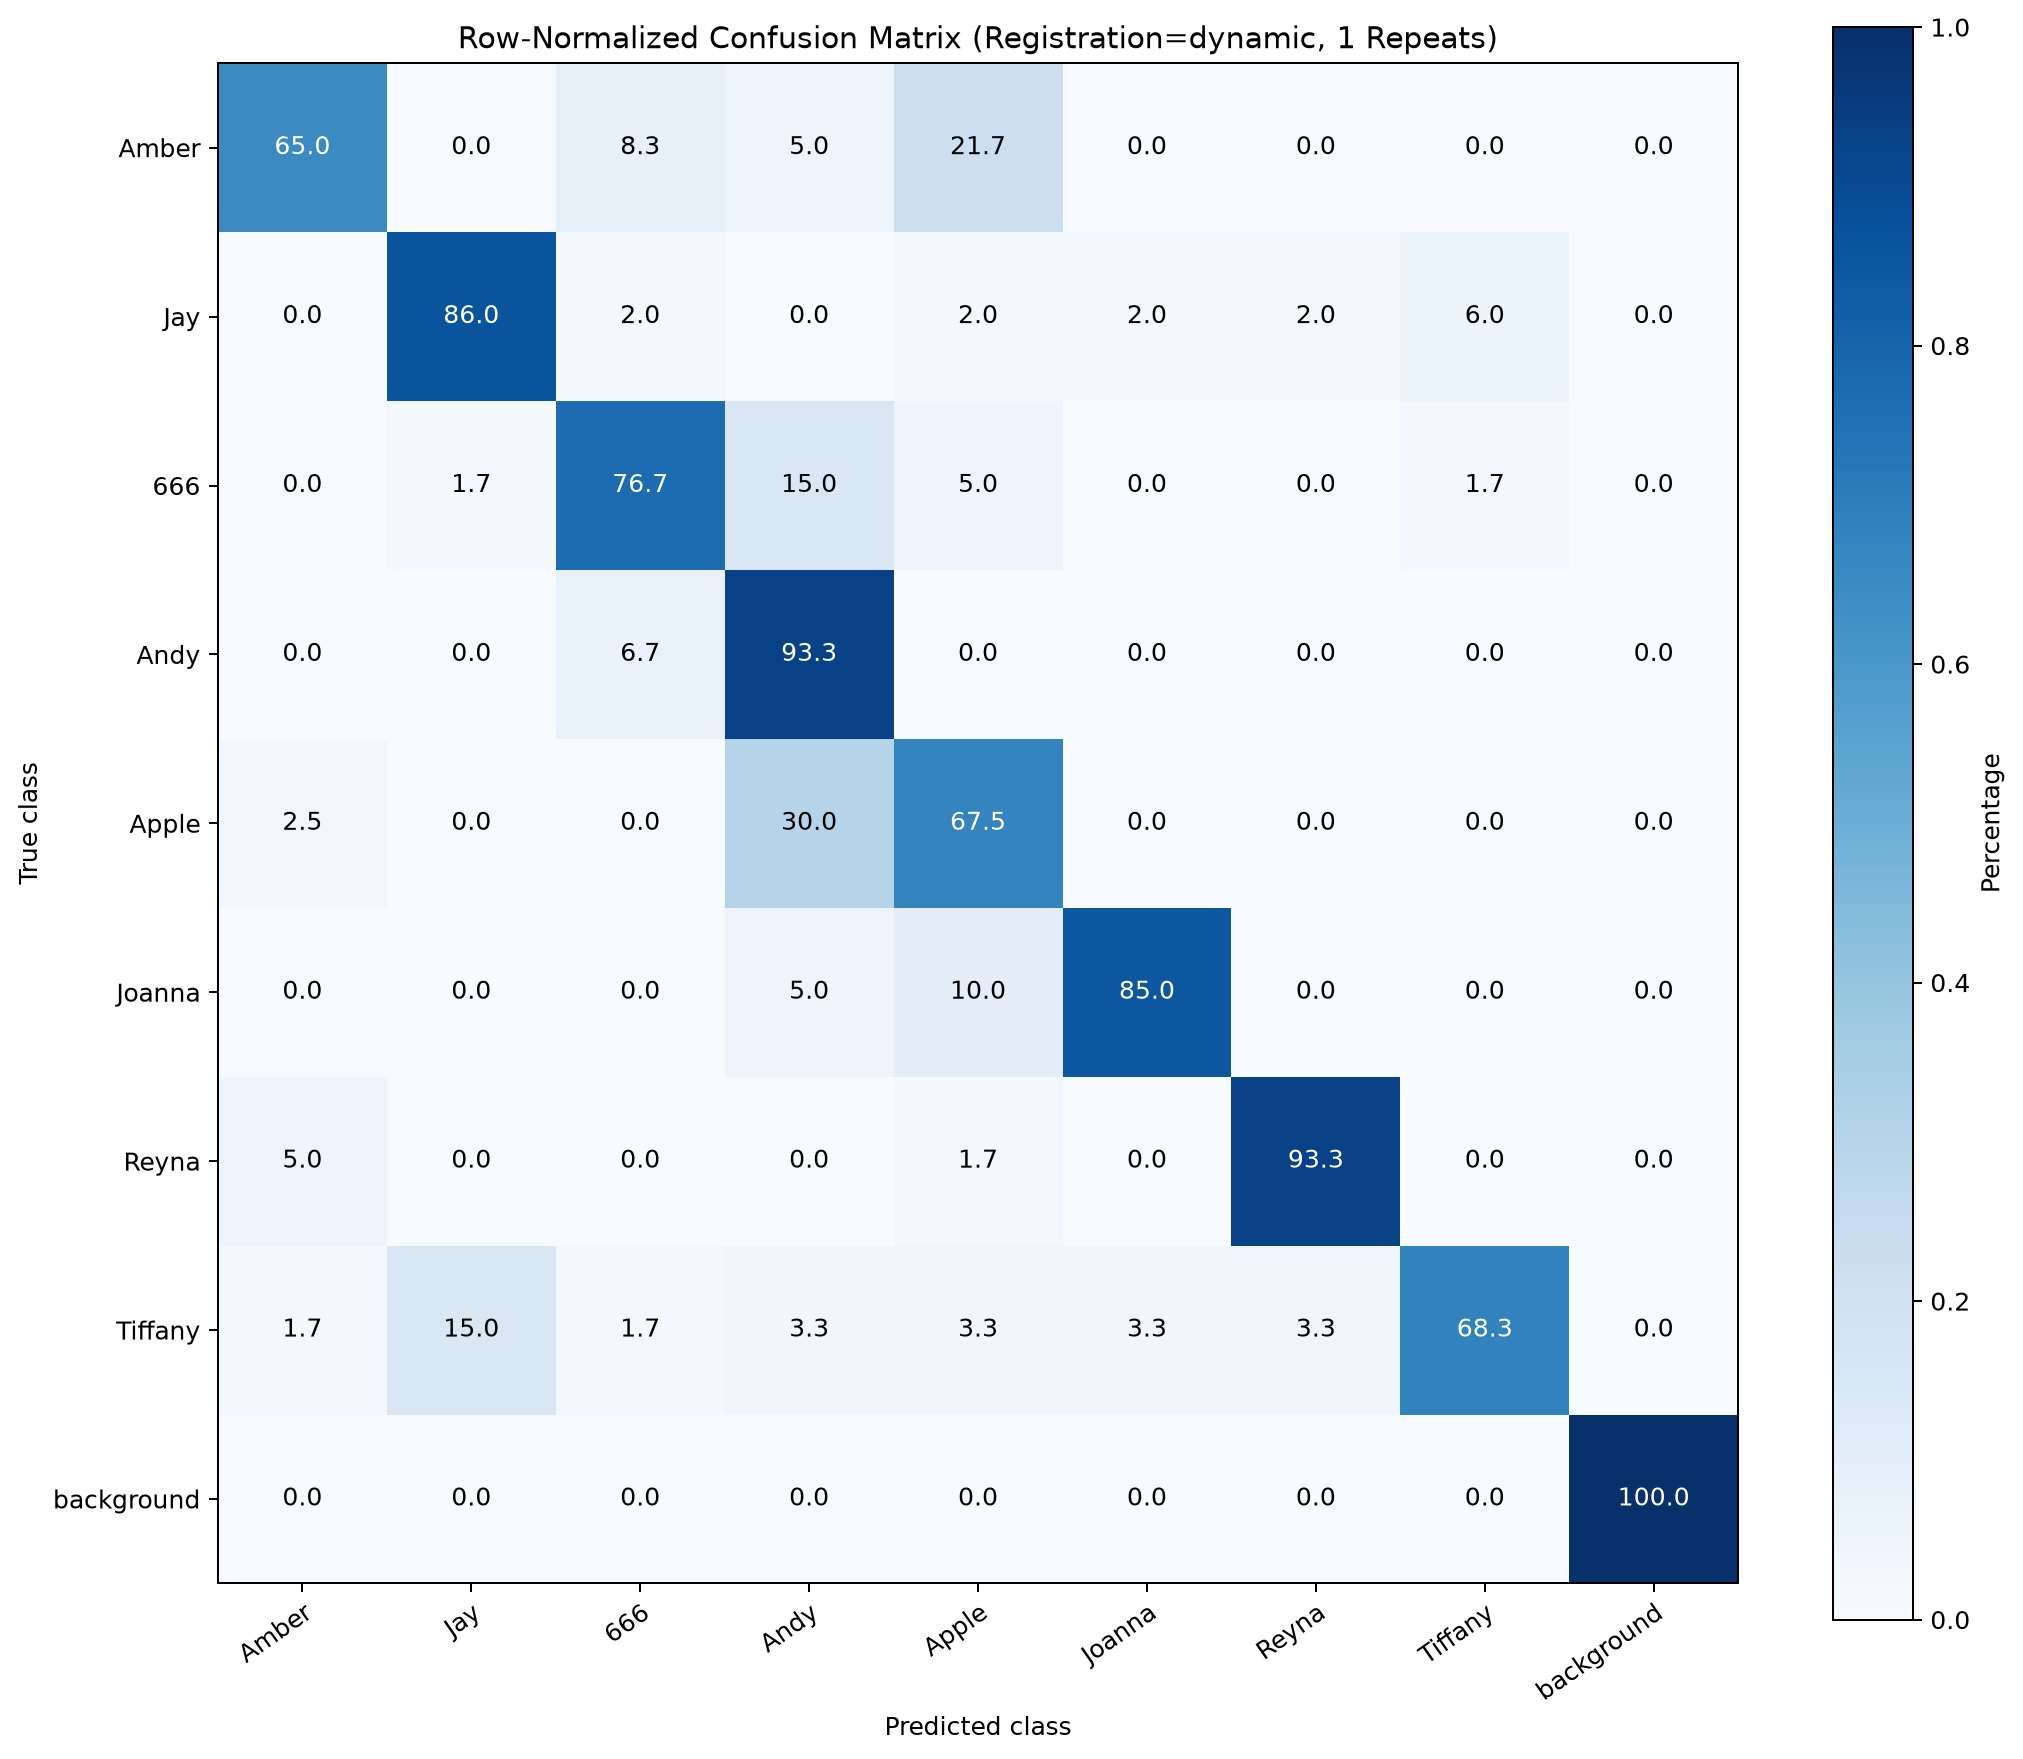 Row-Normalized Confusion Matrix (Registration=dynamic, 1 Repeats)
True class
Amber 65.0 0.0 8.3 5.0 21.7 0.0 0.0 0.0 0.0
Jay 0.0 86.0 2.0 0.0 2.0 2.0 2.0 6.0 0.0
666 0.0 1.7 76.7 15.0 5.0 0.0 0.0 1.7 0.0
Andy 0.0 0.0 6.7 93.3 0.0 0.0 0.0 0.0 0.0
Apple 2.5 0.0 0.0 30.0 67.5 0.0 0.0 0.0 0.0
Joanna 0.0 0.0 0.0 5.0 10.0 85.0 0.0 0.0 0.0
Reyna 5.0 0.0 0.0 0.0 1.7 0.0 93.3 0.0 0.0
Tiffany 1.7 15.0 1.7 3.3 3.3 3.3 3.3 68.3 0.0
background 0.0 0.0 0.0 0.0 0.0 0.0 0.0 0.0 100.0
Amber Jay 666 Andy Apple Joanna Reyna Tiffany background
Predicted class
1.0
0.8
0.6
0.4
0.2
0.0
Percentage